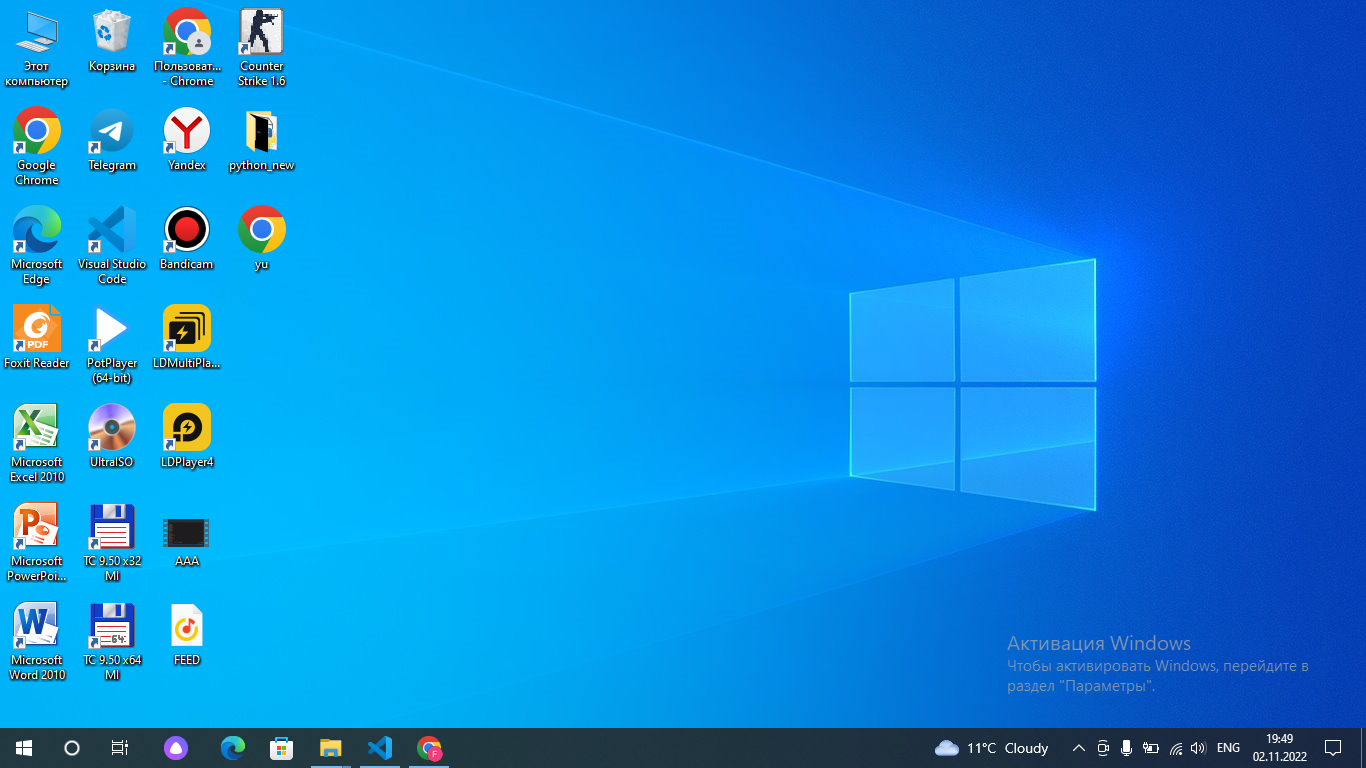 Этот
компьютер
Корзина
Пользоват...
- Chrome
Counter
Strike 1.6
Google
Chrome
Telegram
Yandex
python_new
Microsoft
Edge
Visual Studio
Code
Bandicam
yu
PDF
Foxit Reader
PotPlayer
(64-bit)
LDMultiPla...
Microsoft
Excel 2010
UltraISO
LDPlayer4
Microsoft
PowerPoi...
TC 9.50 x32
MI
AAA
Microsoft
Word 2010
64
TC 9.50 x64
MI
FEED
Активация Windows
Чтобы активировать Windows, перейдите в
раздел "Параметры".
F
11°C Cloudy
ENG
19:49
02.11.2022